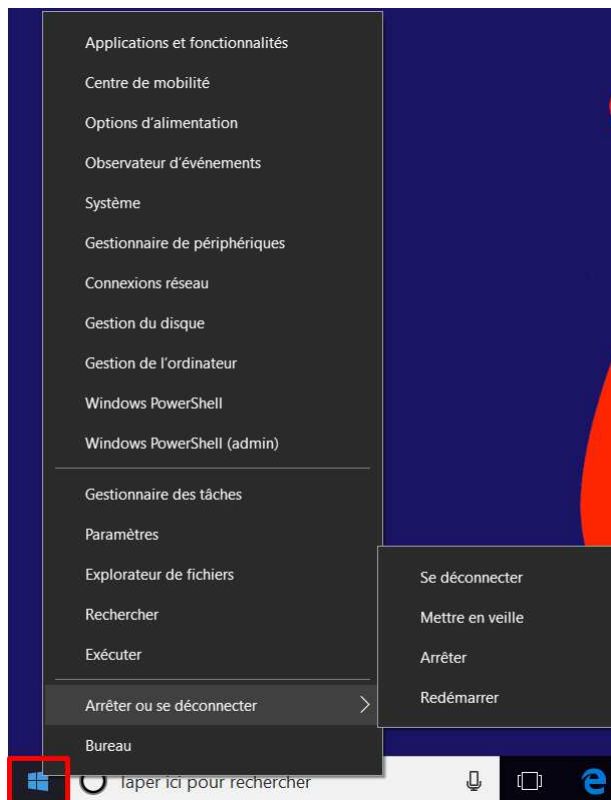 Applications et fonctionnalités
Centre de mobilité
Options d'alimentation
Observateur d'événements
Système
Gestionnaire de périphériques
Connexions réseau
Gestion du disque
Gestion de l'ordinateur
Windows PowerShell
Windows PowerShell (admin)
Gestionnaire des tâches
Paramètres
Explorateur de fichiers
Rechercher
Exécuter
Arrêter ou se déconnecter
Bureau
Se déconnecter
Mettre en veille
Arrêter
Redémarrer
Taper ici pour rechercher